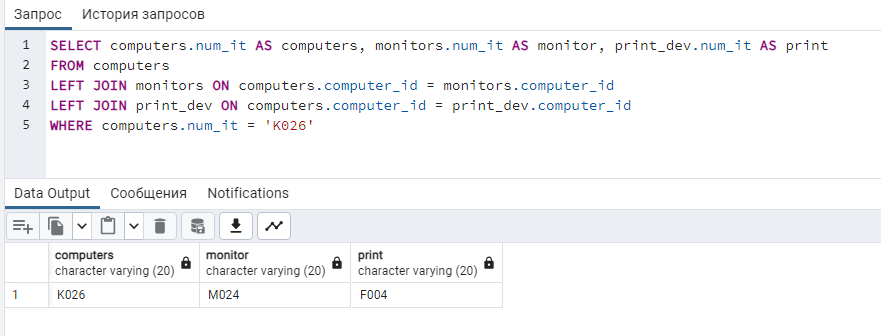 Запрос История запросов
1 SELECT computers.num_it AS computers, monitors.num_it AS monitor, print_dev.num_it AS print
2 FROM computers
3 LEFT JOIN monitors ON computers.computer_id = monitors.computer_id
4 LEFT JOIN print_dev ON computers.computer_id = print_dev.computer_id
5 WHERE computers.num_it = 'K026'
Data Output Сообщения Notifications
computers monitor print
character varying (20) character varying (20) character varying (20)
1 K026 M024 F004